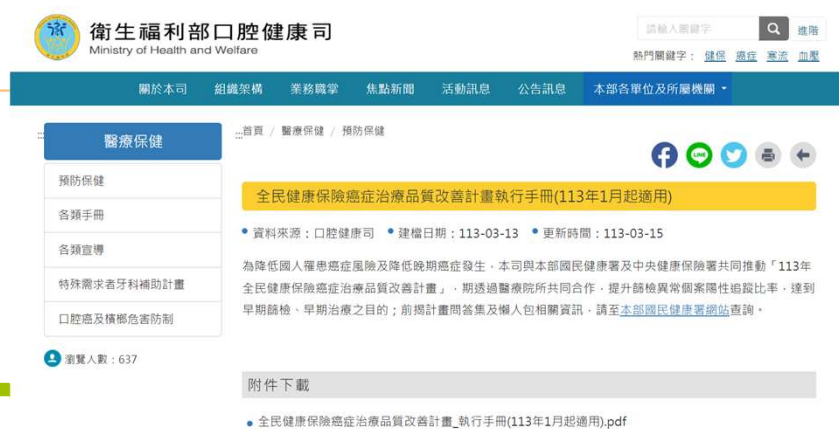 衛生福利部口腔健康司
Ministry of Health and Welfare
請輸入關鍵字
進階
熱門關鍵字： 健保 癌症 寒流 血壓
關於本司 組織架構 業務職掌 焦點新聞 活動訊息 公告訊息 本部各單位及所屬機關
:::
醫療保健
預防保健
各類手冊
各類宣導
特殊需求者牙科補助計畫
口腔癌及檳榔危害防制
瀏覽人數：637
:::首頁 / 醫療保健 / 預防保健
LINE
全民健康保險癌症治療品質改善計畫執行手冊(113年1月起適用)
資料來源：口腔健康司 建檔日期：113-03-13 更新時間：113-03-15
為降低國人罹患癌症風險及降低晚期癌症發生，本司與本部國民健康署及中央健康保險署共同推動「113年
全民健康保險癌症治療品質改善計畫」，期透過醫療院所共同合作，提升篩檢異常個案陽性追蹤比率，達到
早期篩檢、早期治療之目的；前揭計畫問答集及懶人包相關資訊，請至本部國民健康署網站查詢。
附件下載
全民健康保險癌症治療品質改善計畫_執行手冊(113年1月起適用).pdf